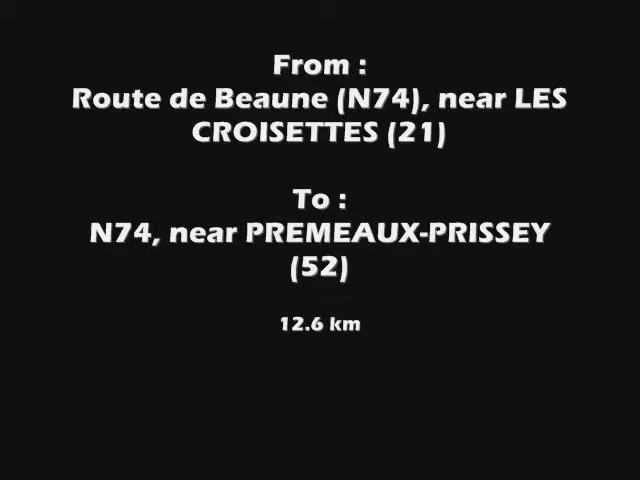 From :
Route de Beaune (N74), near LES
CROISETTES (21)
To :
N74, near PREMEAUX-PRISSEY
(52)
12.6 km